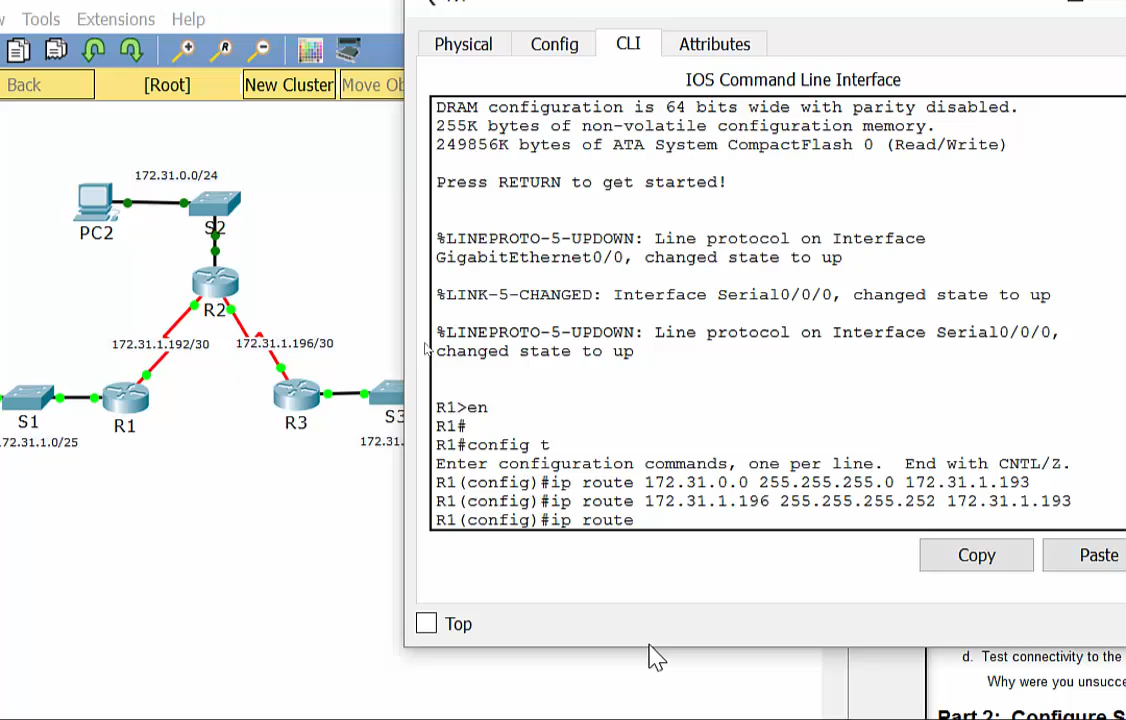 Tools Extensions Help
Back [Root] New Cluster Move Ob
Physical Config CLI Attributes
IOS Command Line Interface
DRAM configuration is 64 bits wide with parity disabled.
255K bytes of non-volatile configuration memory.
249856K bytes of ATA System CompactFlash 0 (Read/Write)
Press RETURN to get started!
%LINEPROTO-5-UPDOWN: Line protocol on Interface
GigabitEthernet0/0, changed state to up
%LINK-5-CHANGED: Interface Serial0/0/0, changed state to up
%LINEPROTO-5-UPDOWN: Line protocol on Interface Serial0/0/0,
changed state to up
R1>en
R1#
R1#config t
Enter configuration commands, one per line. End with CNTL/Z.
R1(config)#ip route 172.31.0.0 255.255.255.0 172.31.1.193
R1(config)#ip route 172.31.1.196 255.255.255.252 172.31.1.193
R1(config)#ip route
Copy Paste
Top
172.31.0.0/24
PC2
S2
R2
172.31.1.192/30 172.31.1.196/30
S1 R1 R3 S3
72.31.1.0/25 172.31.
d. Test connectivity to the
Why were you unsucce
Part 2: Configure S